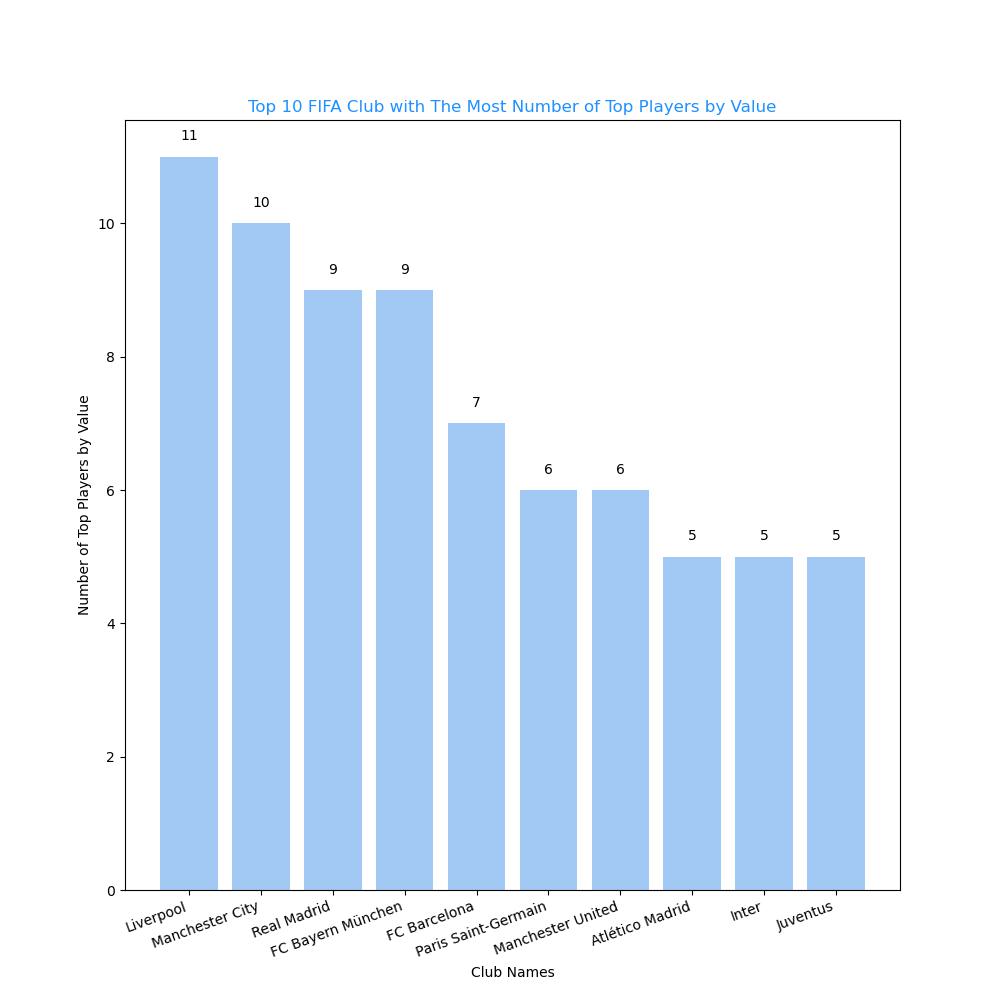 Top 10 FIFA Club with The Most Number of Top Players by Value
11
10
9
9
7
6
6
5
5
5
10
8
6
4
2
0
Number of Top Players by Value
Liverpool
Manchester City
Real Madrid
FC Bayern München
FC Barcelona
Paris Saint-Germain
Manchester United
Atlético Madrid
Inter
Juventus
Club Names